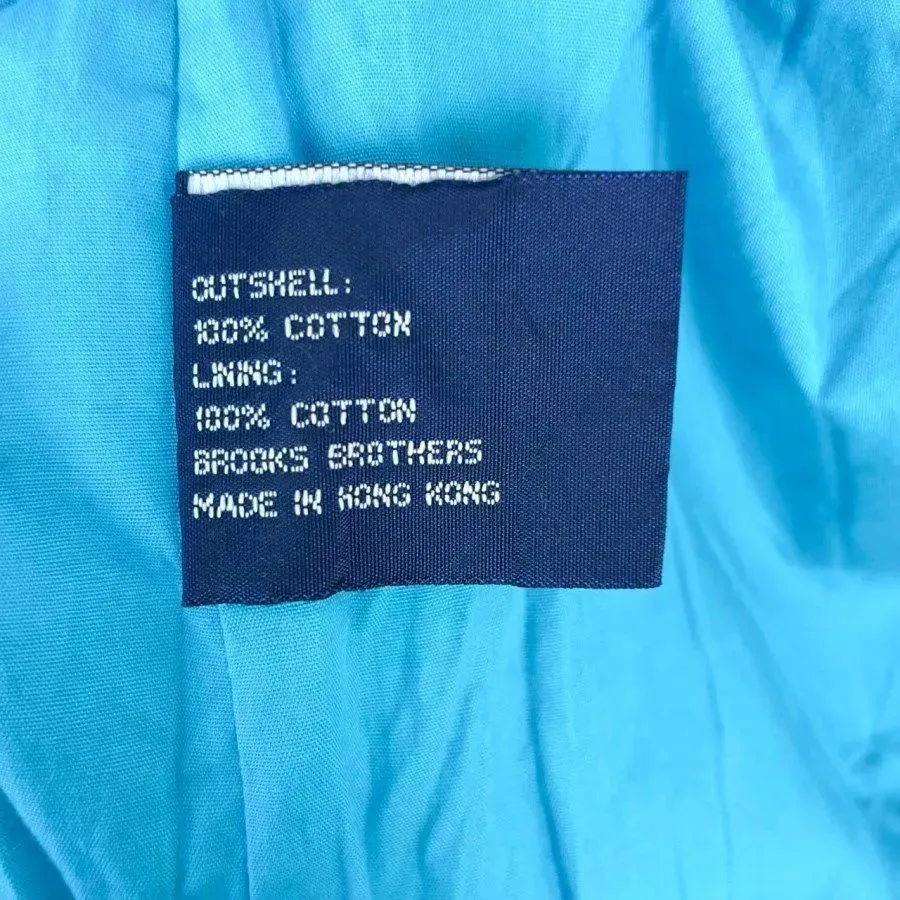 OUTSHELL:
100% COTTON
LINING:
100% COTTON
BROOKS BROTHERS
MADE IN HONG KONG